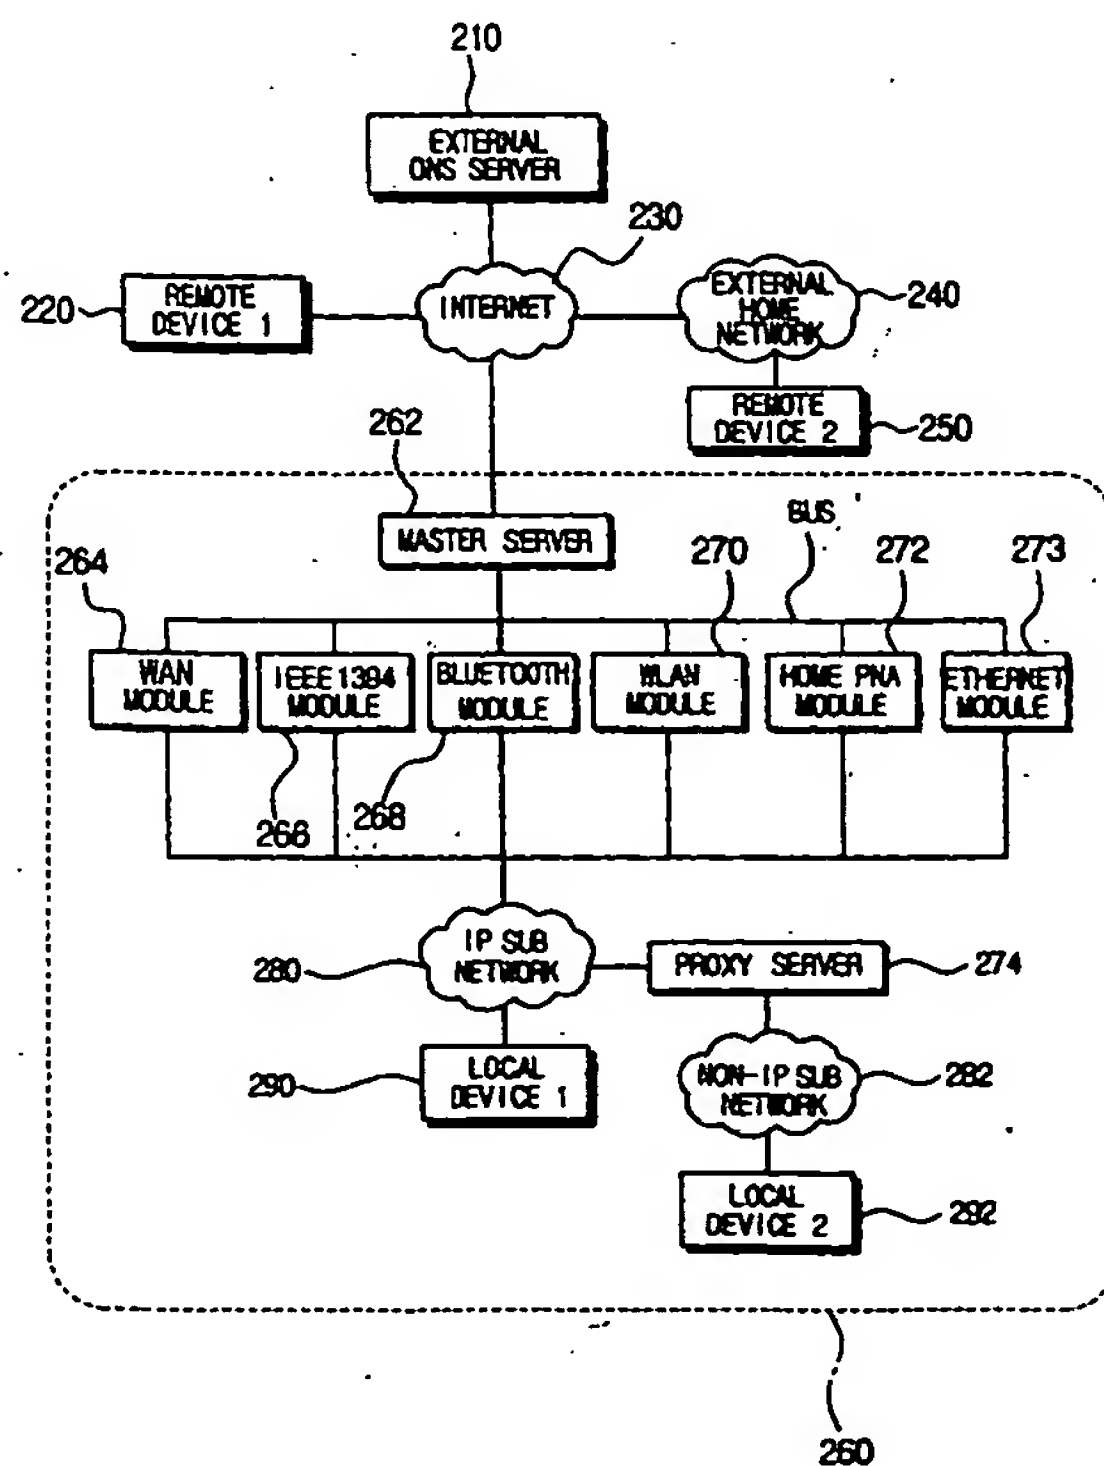 210
EXTERNAL
DNS SERVER
230
INTERNET
220
REMOTE
DEVICE 1
EXTERNAL
HOME
NETWORK
240
REMOTE
DEVICE 2
250
262
MASTER SERVER
BUS
264
270
272
273
WAN
MODULE
IEEE1394
MODULE
BLUETOOTH
MODULE
WLAN
MODULE
HOME PNA
MODULE
ETHERNET
MODULE
266
268
IP SUB
NETWORK
280
PROXY SERVER
274
LOCAL
DEVICE 1
290
NON-IP SUB
NETWORK
282
LOCAL
DEVICE 2
292
260